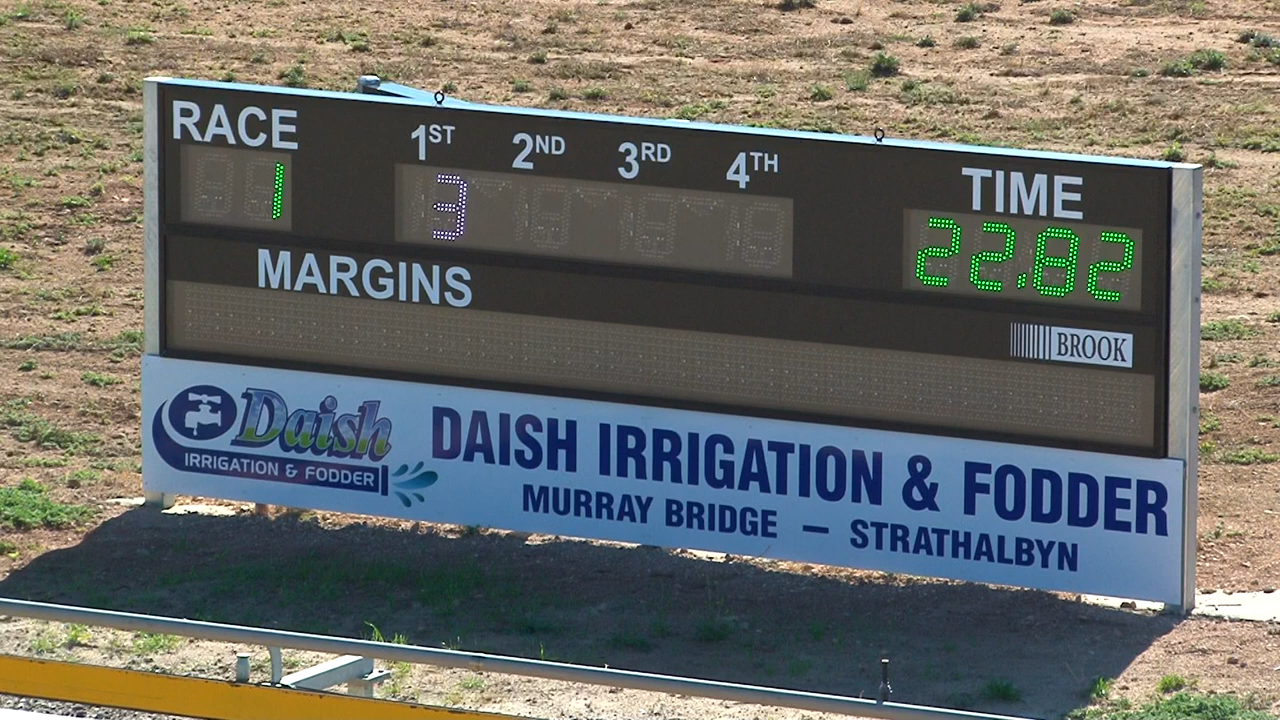 RACE 1ST 2ND 3RD 4TH TIME
1 3 22.82
MARGINS
BROOK
Daish
IRRIGATION & FODDER
DAISH IRRIGATION & FODDER
MURRAY BRIDGE – STRATHALBYN